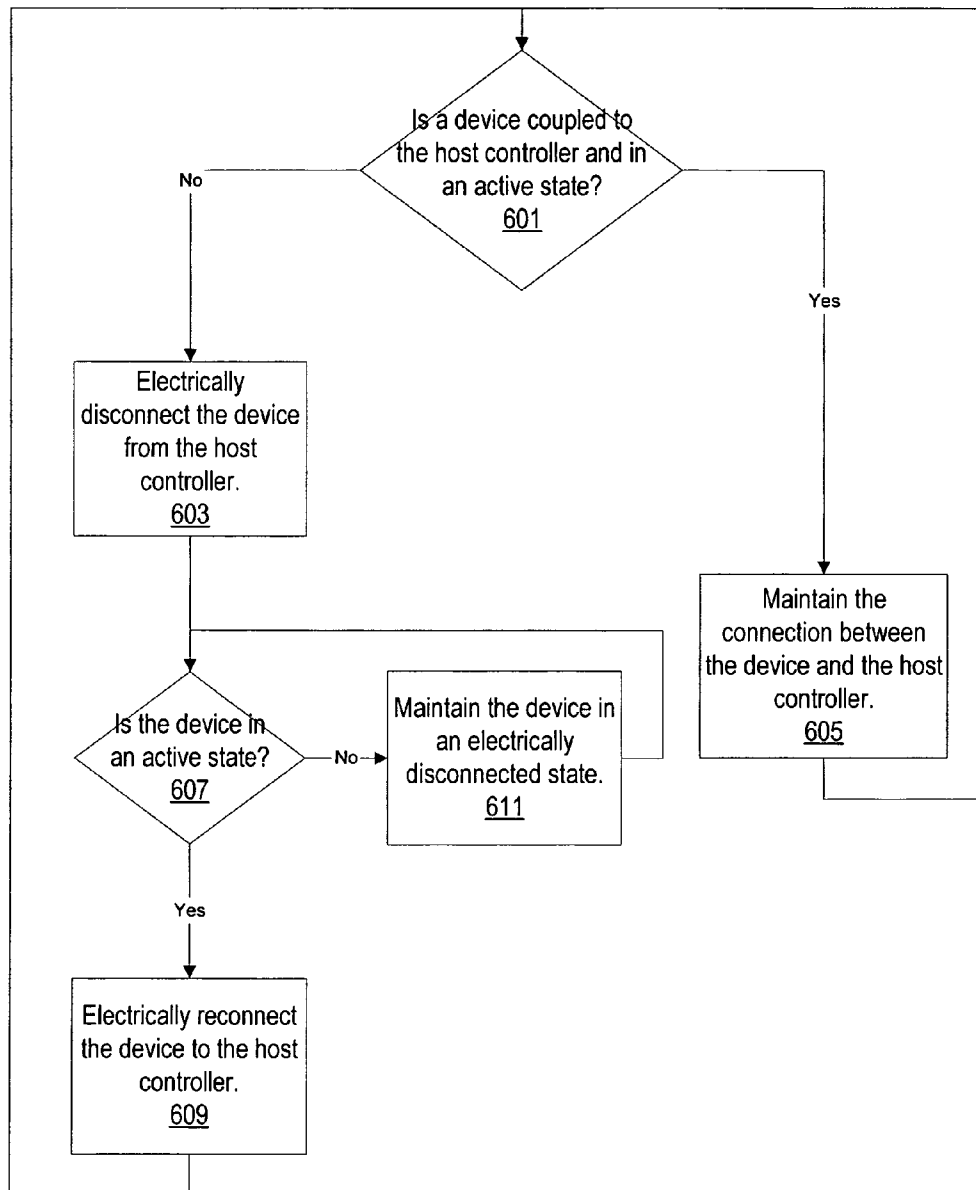 Is a device coupled to
the host controller and in
an active state?
601
No
Yes
Electrically
disconnect the device
from the host
controller.
603
Maintain the
connection between
the device and the host
controller.
605
Is the device in
an active state?
607
No
Maintain the device in
an electrically
disconnected state.
611
Yes
Electrically reconnect
the device to the host
controller.
609